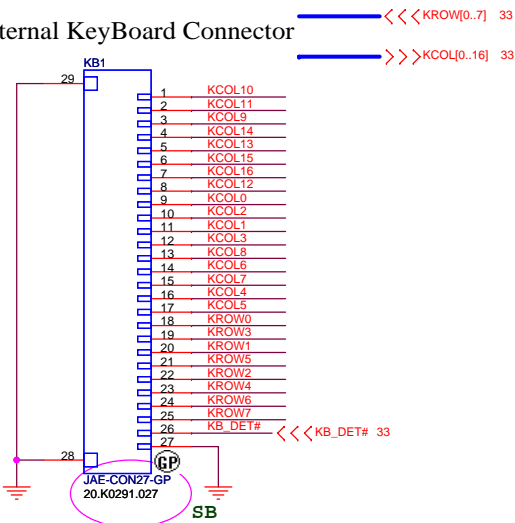 KROW[0..7] 33
ternal KeyBoard Connector
KCOL[0..16] 33
KB1
29
1 KCOL10
2 KCOL11
3 KCOL9
4 KCOL14
5 KCOL13
6 KCOL15
7 KCOL16
8 KCOL12
9 KCOL0
10 KCOL2
11 KCOL1
12 KCOL3
13 KCOL8
14 KCOL6
15 KCOL7
16 KCOL4
17 KCOL5
18 KROW0
19 KROW3
20 KROW1
21 KROW5
22 KROW2
23 KROW4
24 KROW6
25 KROW7
26 KB_DET# KB_DET# 33
27
28
GP
JAE-CON27-GP
20.K0291.027
SB